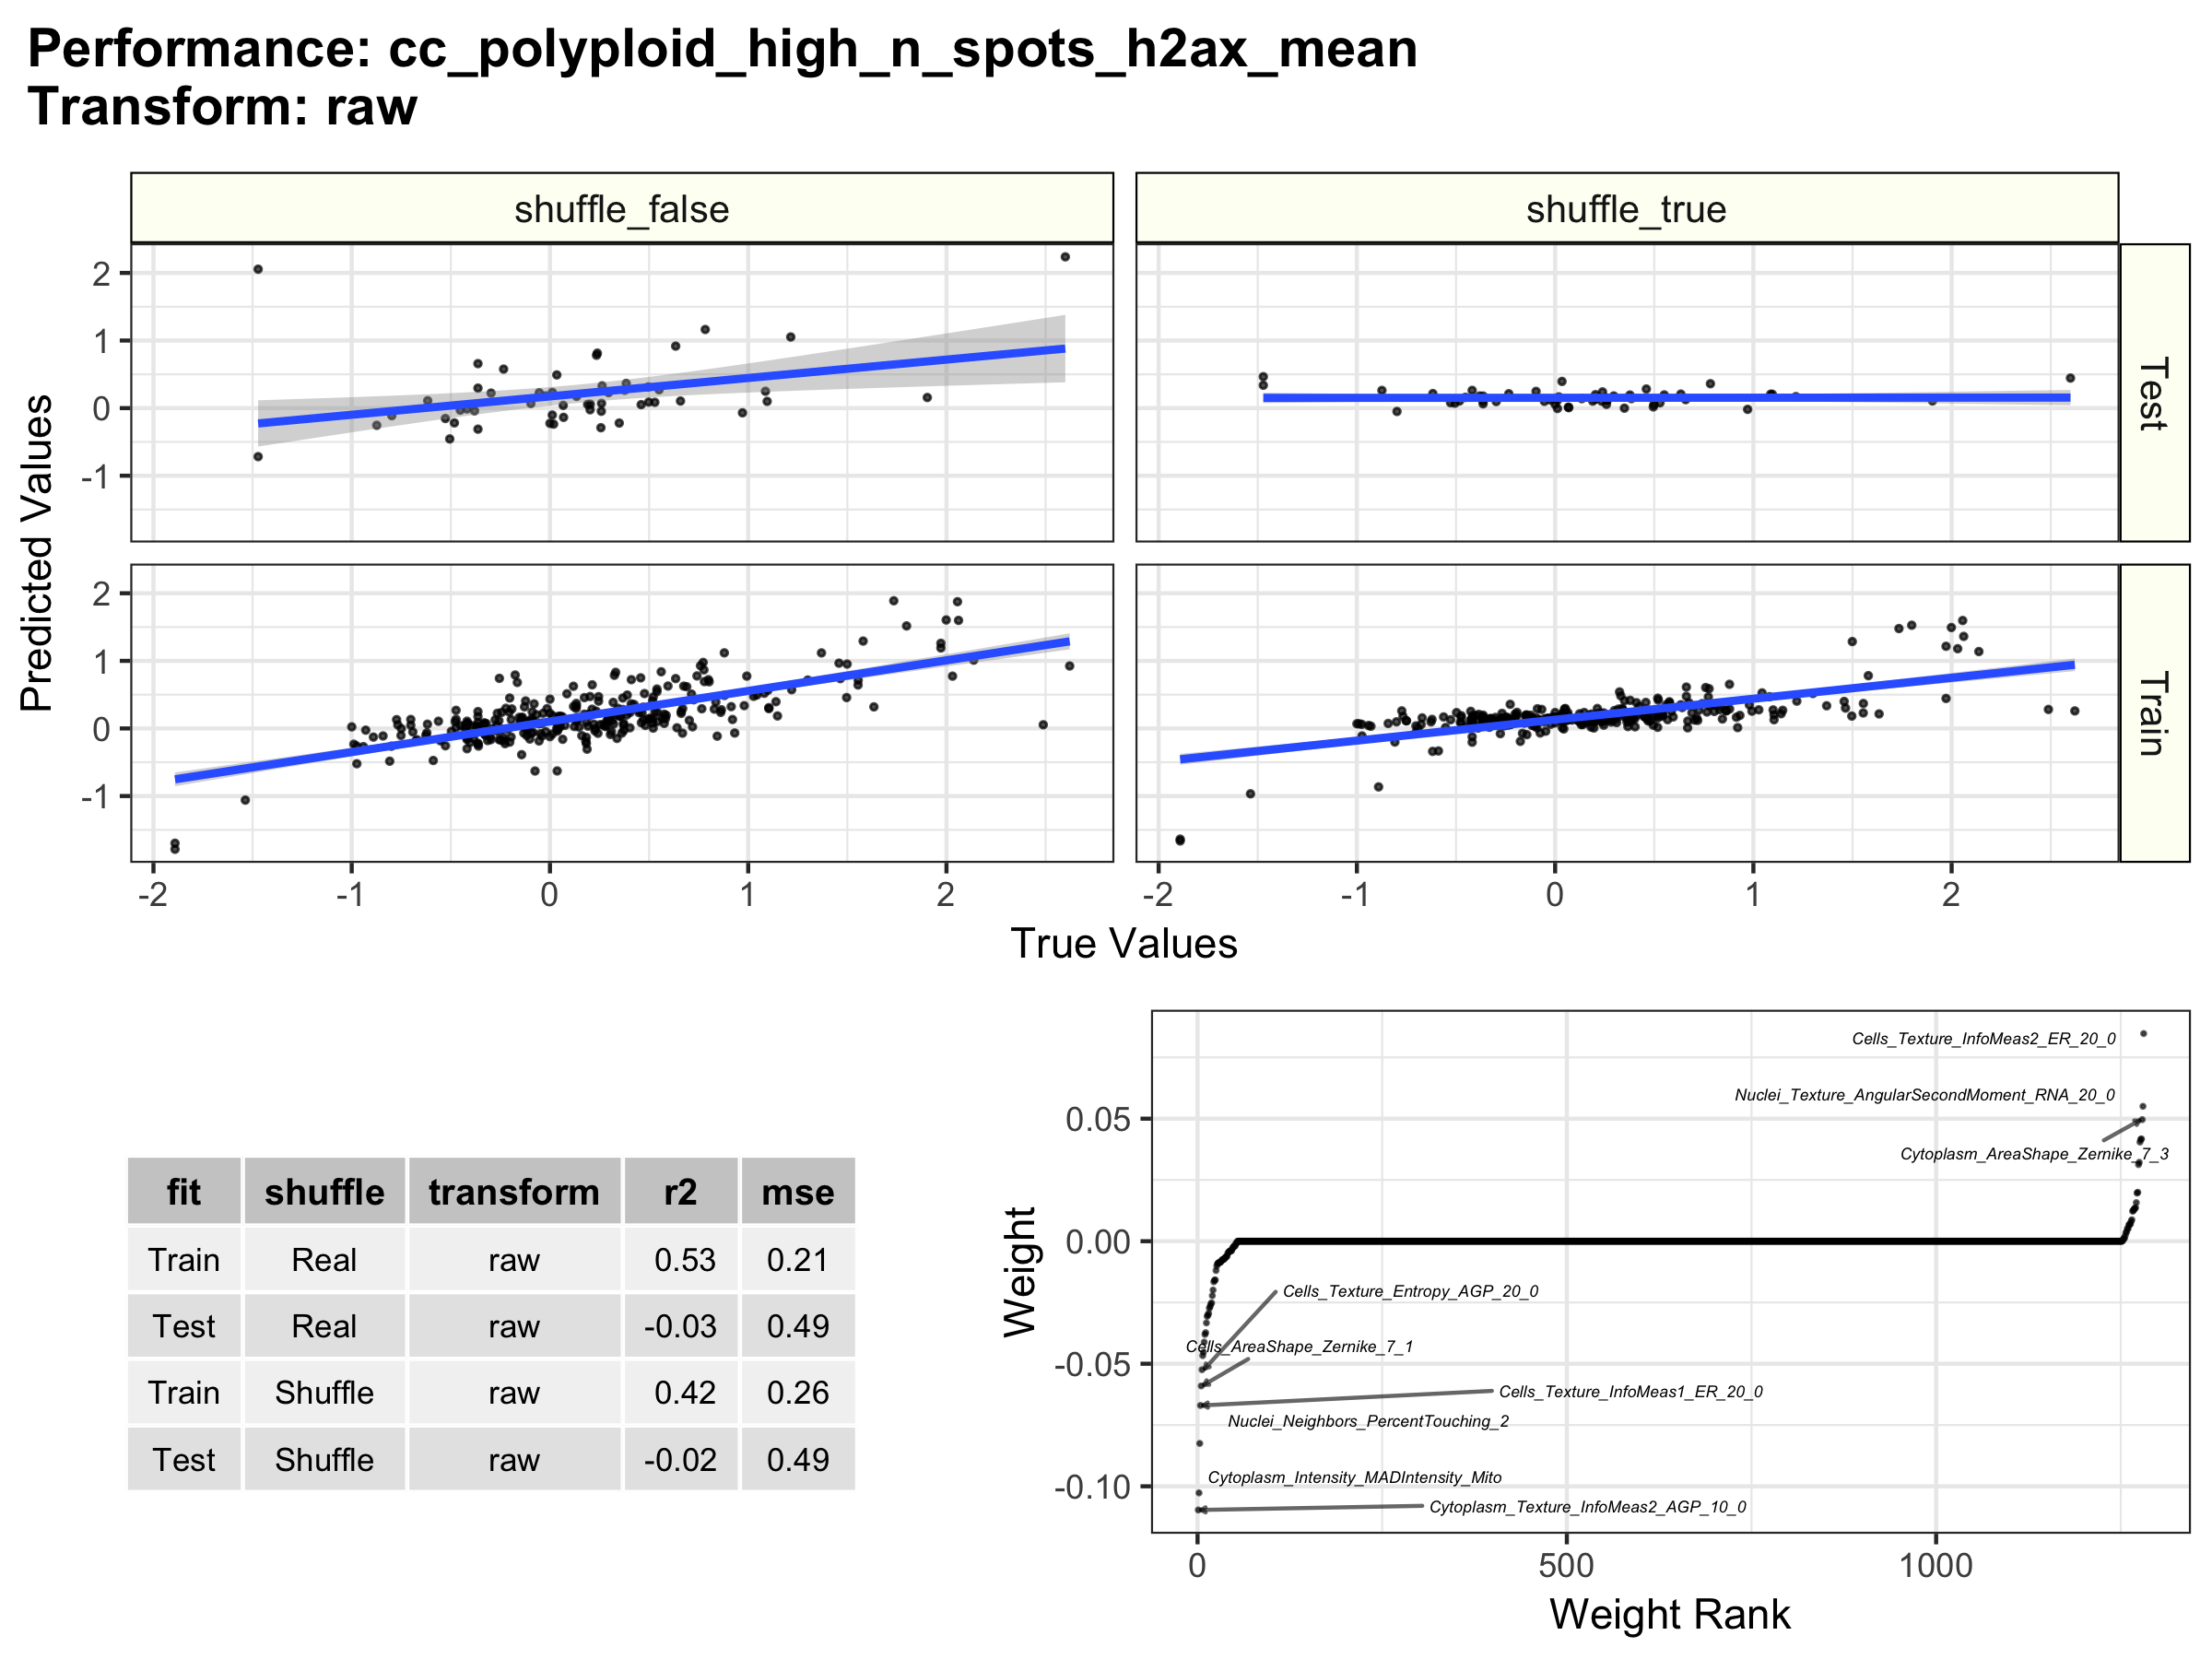 Performance: cc_polyploid_high_n_spots_h2ax_mean
Transform: raw
shuffle_false
shuffle_true
2
1
0
-1
Test
Predicted Values
2
1
0
-1
Train
-2
-1
0
1
2
-2
-1
0
1
2
True Values
fit shuffle transform r2 mse
Train Real raw 0.53 0.21
Test Real raw -0.03 0.49
Train Shuffle raw 0.42 0.26
Test Shuffle raw -0.02 0.49
Cells_Texture_InfoMeas2_ER_20_0
Nuclei_Texture_AngularSecondMoment_RNA_20_0
Cytoplasm_AreaShape_Zernike_7_3
Cells_Texture_Entropy_AGP_20_0
Cells_AreaShape_Zernike_7_1
Cells_Texture_InfoMeas1_ER_20_0
Nuclei_Neighbors_PercentTouching_2
Cytoplasm_Intensity_MADIntensity_Mito
Cytoplasm_Texture_InfoMeas2_AGP_10_0
0.05
0.00
-0.05
-0.10
Weight
0
500
1000
Weight Rank